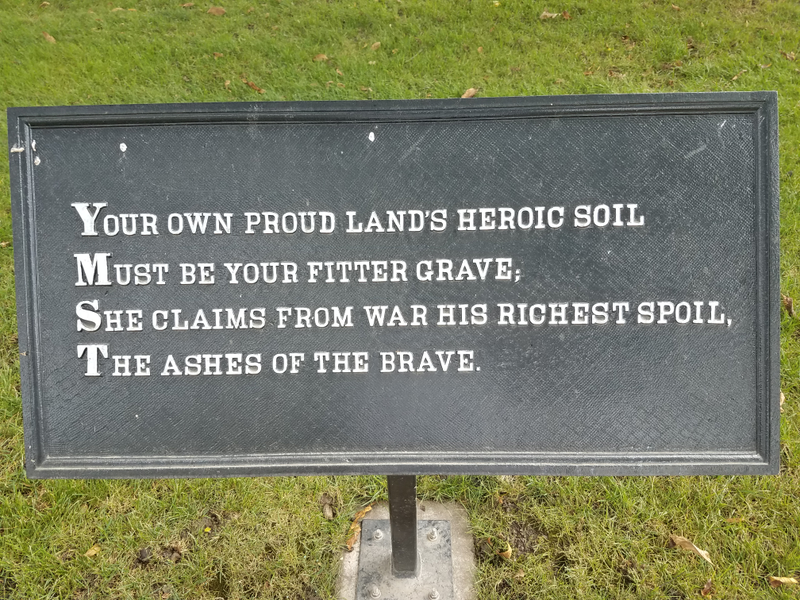 YOUR OWN PROUD LAND'S HEROIC SOIL
MUST BE YOUR FITTER GRAVE;
SHE CLAIMS FROM WAR HIS RICHEST SPOIL,
THE ASHES OF THE BRAVE.